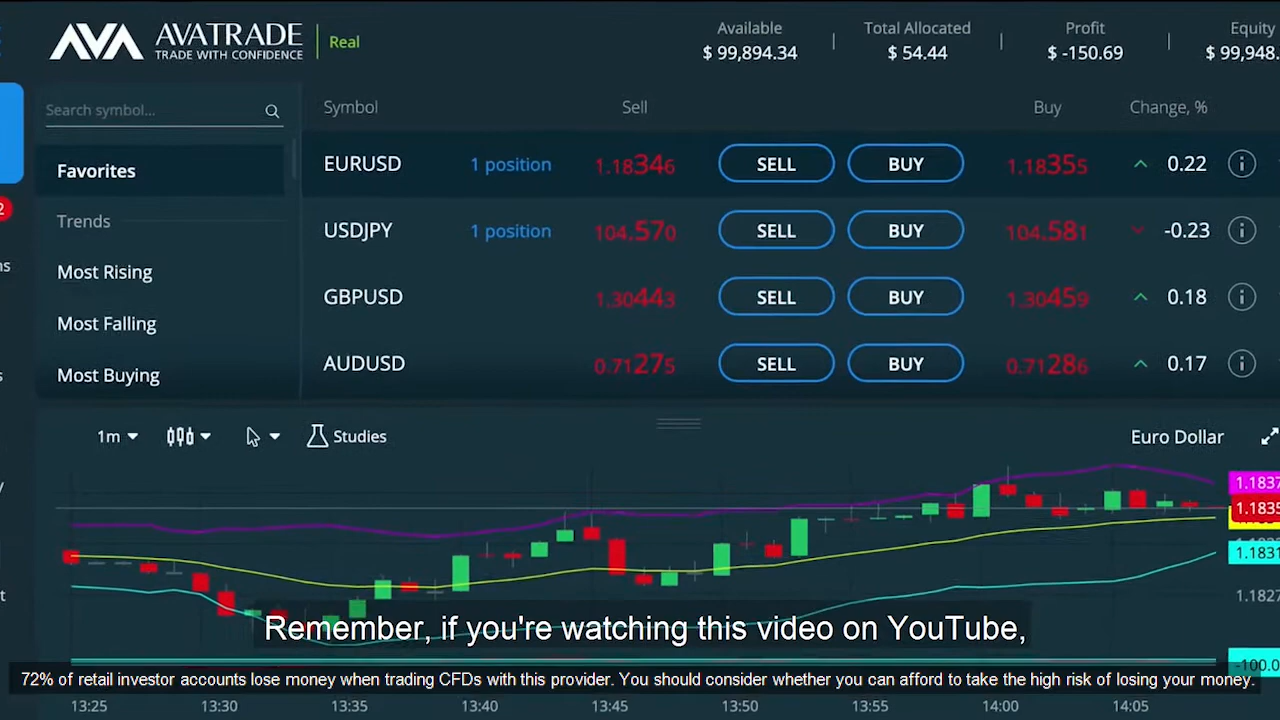 AVA AVATRADE
TRADE WITH CONFIDENCE
Real
Available
$ 99,894.34
Total Allocated
$ 54.44
Profit
$ -150.69
Equity
$ 99,948.
Search symbol...
Favorites
Trends
Most Rising
Most Falling
Most Buying
Symbol Sell Buy Change, %
EURUSD 1 position 1.18346 SELL BUY 1.18355 0.22
USDJPY 1 position 104.570 SELL BUY 104.581 -0.23
GBPUSD 1.30443 SELL BUY 1.30459 0.18
AUDUSD 0.71275 SELL BUY 0.71286 0.17
2
1m Studies Euro Dollar
1.1837
1.1835
1.1831
1.1827
-100.0
Remember, if you're watching this video on YouTube,
72% of retail investor accounts lose money when trading CFDs with this provider. You should consider whether you can afford to take the high risk of losing your money.
13:25 13:30 13:35 13:40 13:45 13:50 13:55 14:00 14:05